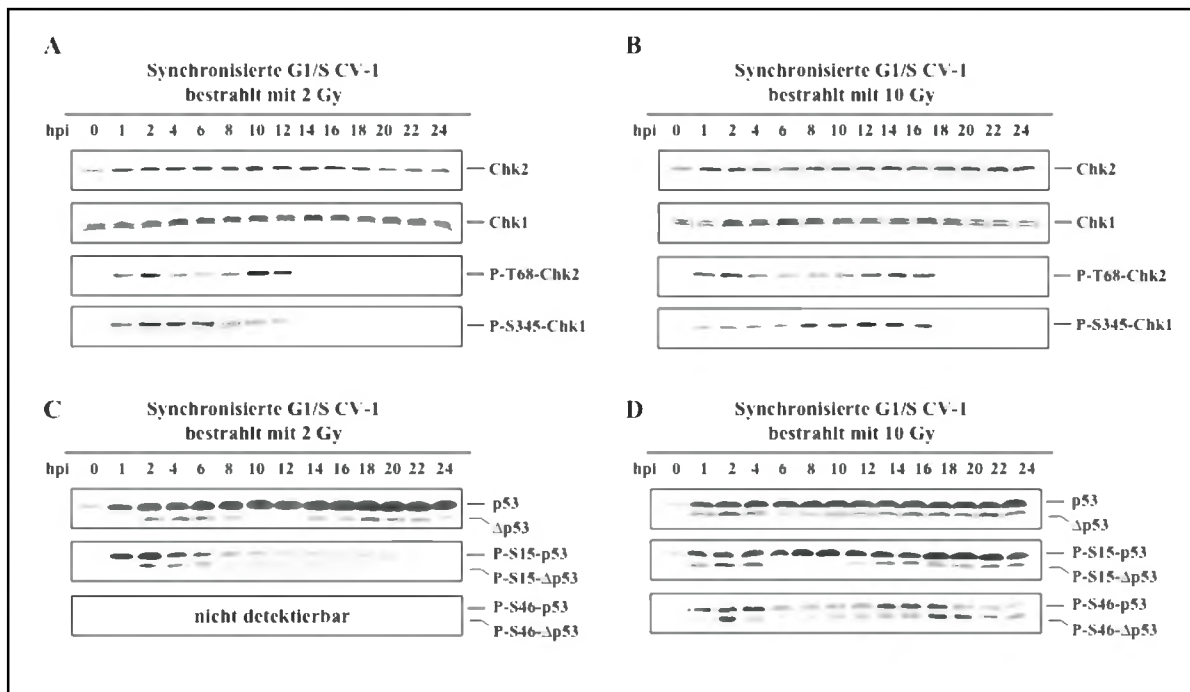 A
Synchronisierte G1/S CV-1
bestrahlt mit 2 Gy
hpi 0 1 2 4 6 8 10 12 14 16 18 20 22 24
Chk2
Chk1
P-T68-Chk2
P-S345-Chk1
B
Synchronisierte G1/S CV-1
bestrahlt mit 10 Gy
hpi 0 1 2 4 6 8 10 12 14 16 18 20 22 24
Chk2
Chk1
P-T68-Chk2
P-S345-Chk1
C
Synchronisierte G1/S CV-1
bestrahlt mit 2 Gy
hpi 0 1 2 4 6 8 10 12 14 16 18 20 22 24
p53
Δp53
P-S15-p53
P-S15-Δp53
nicht detektierbar
P-S46-p53
P-S46-Δp53
D
Synchronisierte G1/S CV-1
bestrahlt mit 10 Gy
hpi 0 1 2 4 6 8 10 12 14 16 18 20 22 24
p53
Δp53
P-S15-p53
P-S15-Δp53
P-S46-p53
P-S46-Δp53